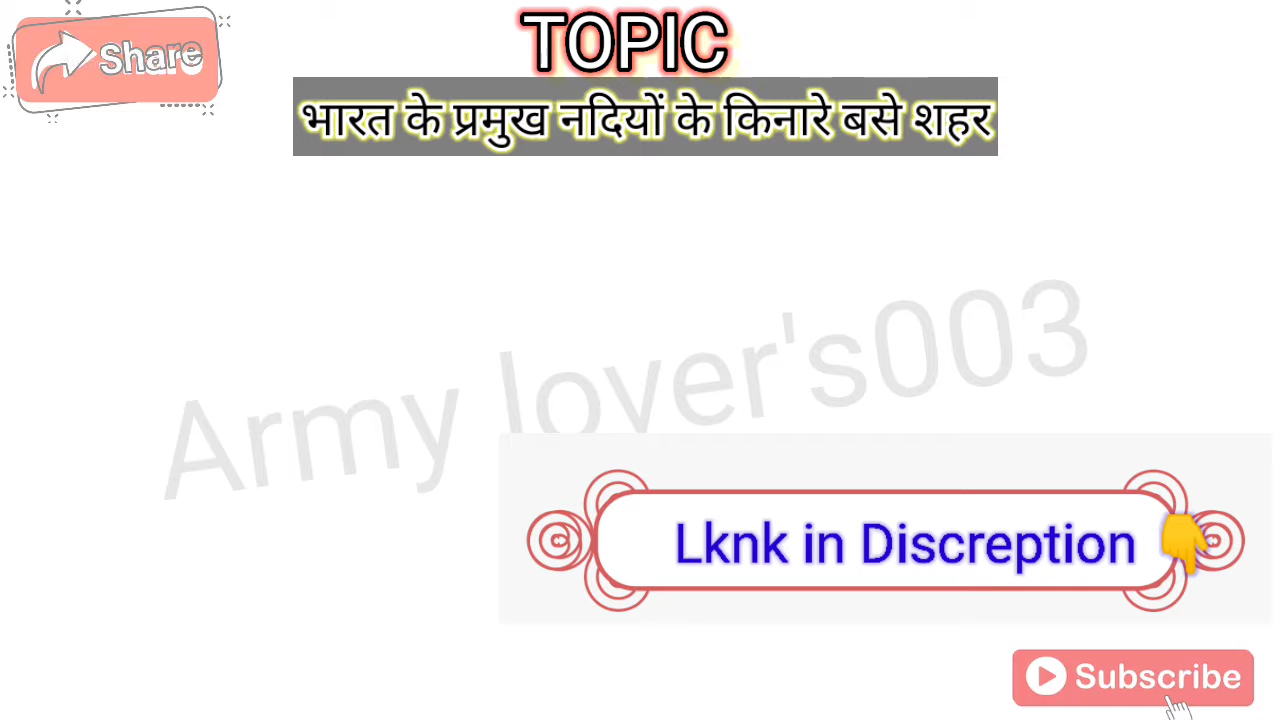 Share
TOPIC
भारत के प्रमुख नदियों के किनारे बसे शहर
Army lover's003
Lknk in Discreption👇
Subscribe